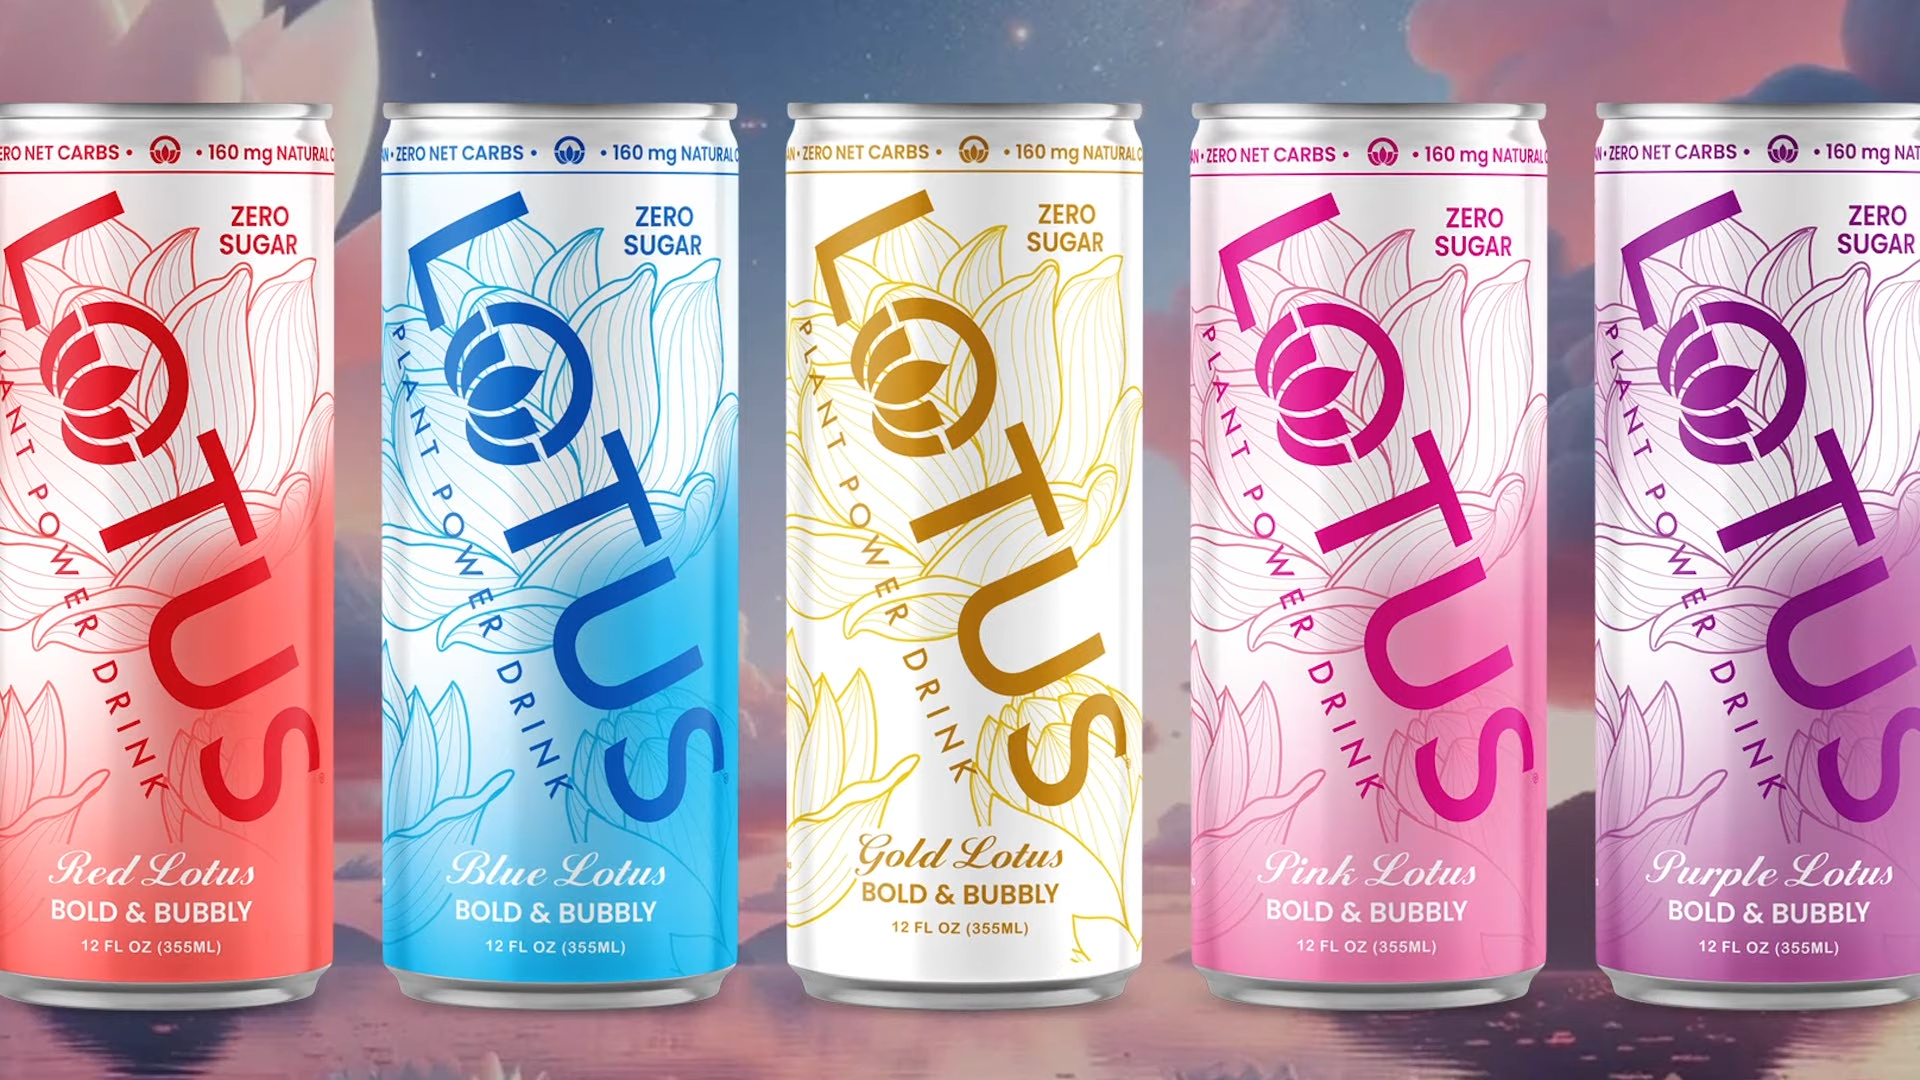 ZERO NET CARBS • • 160 mg NATURAL
ZERO
SUGAR
LOTUS
PLANT POWER DRINK
Red Lotus
BOLD & BUBBLY
12 FL OZ (355ML)
• ZERO NET CARBS • • 160 mg NATURAL
ZERO
SUGAR
LOTUS
PLANT POWER DRINK
Blue Lotus
BOLD & BUBBLY
12 FL OZ (355ML)
• ZERO NET CARBS • • 160 mg NATURAL
ZERO
SUGAR
LOTUS
PLANT POWER DRINK
Gold Lotus
BOLD & BUBBLY
12 FL OZ (355ML)
• ZERO NET CARBS • • 160 mg NATURAL
ZERO
SUGAR
LOTUS
PLANT POWER DRINK
Pink Lotus
BOLD & BUBBLY
12 FL OZ (355ML)
• ZERO NET CARBS • • 160 mg NAT
ZERO
SUGAR
LOTUS
PLANT POWER DRINK
Purple Lotus
BOLD & BUBBLY
12 FL OZ (355ML)